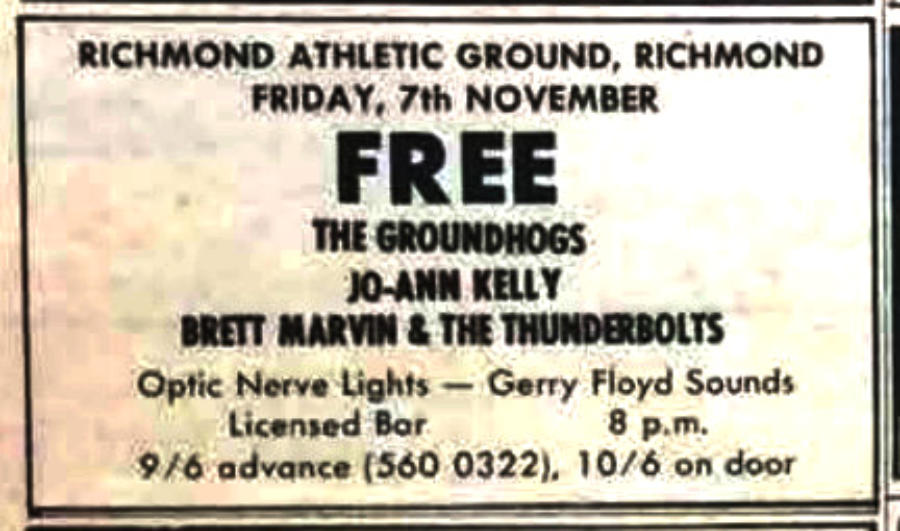 RICHMOND ATHLETIC GROUND, RICHMOND
FRIDAY, 7th NOVEMBER
FREE
THE GROUNDHOGS
JO-ANN KELLY
BRETT MARVIN & THE THUNDERBOLTS
Optic Nerve Lights — Gerry Floyd Sounds
Licensed Bar 8 p.m.
9/6 advance (560 0322), 10/6 on door